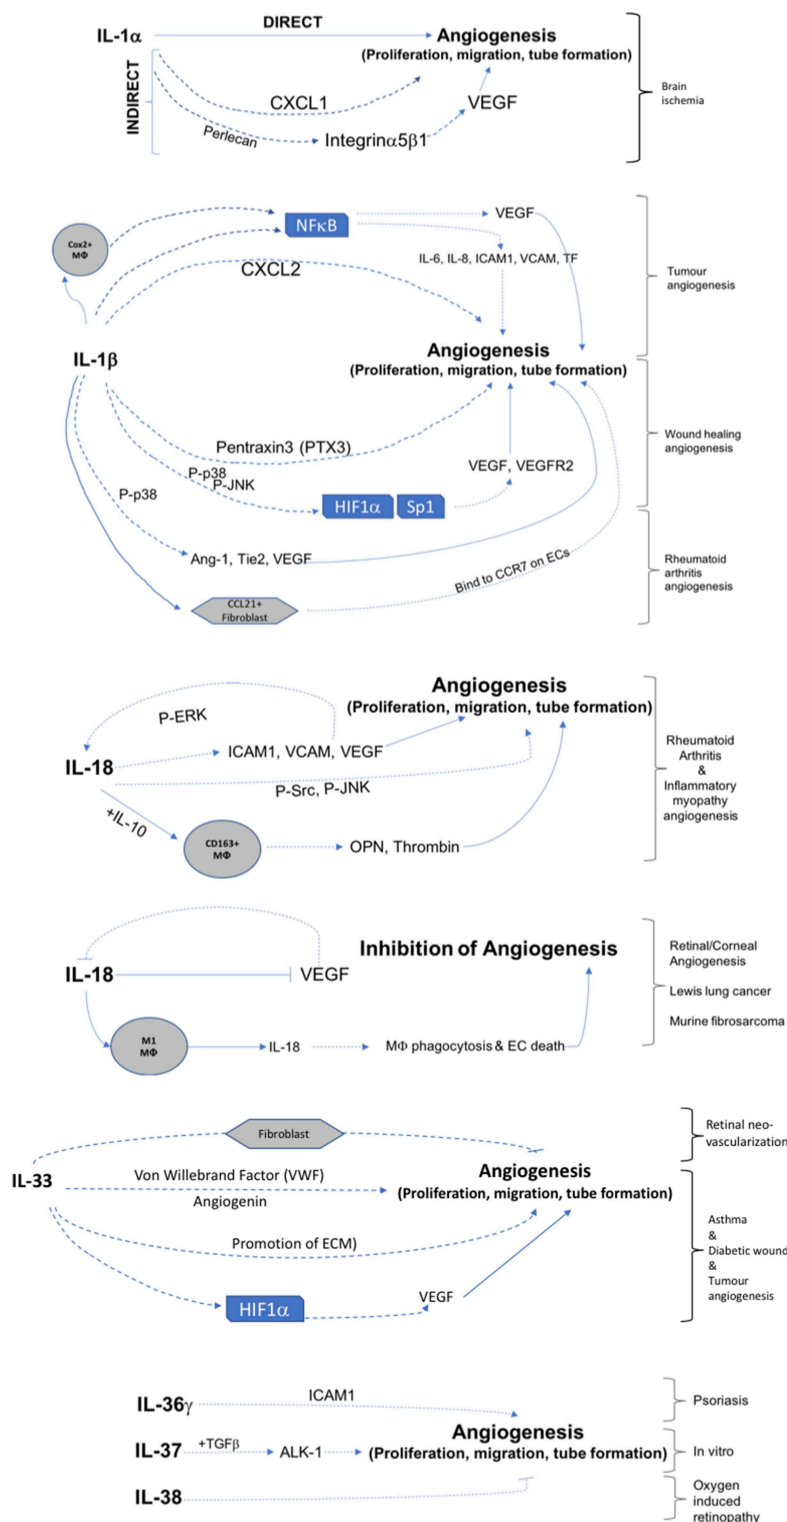 DIRECT
IL-1α
Angiogenesis
(Proliferation, migration, tube formation)
INDIRECT
CXCL1
VEGF
Perlecan
Integrinα5β1
Brain
ischemia
Cox2+
MΦ
NFκB
VEGF
IL-6, IL-8, ICAM1, VCAM, TF
CXCL2
Tumour
angiogenesis
IL-1β
Angiogenesis
(Proliferation, migration, tube formation)
Pentraxin3 (PTX3)
P-p38
P-JNK
P-p38
VEGF, VEGFR2
HIF1α
Sp1
Wound healing
angiogenesis
Ang-1, Tie2, VEGF
Bind to CCR7 on ECs
CCL21+
Fibroblast
Rheumatoid
arthritis
angiogenesis
Angiogenesis
(Proliferation, migration, tube formation)
P-ERK
IL-18
ICAM1, VCAM, VEGF
P-Src, P-JNK
+IL-10
CD163+
MΦ
OPN, Thrombin
Rheumatoid
Arthritis
&
Inflammatory
myopathy
angiogenesis
Inhibition of Angiogenesis
IL-18
VEGF
M1
MΦ
IL-18
MΦ phagocytosis & EC death
Retinal/Corneal
Angiogenesis
Lewis lung cancer
Murine fibrosarcoma
Fibroblast
Retinal neo-
vascularization
IL-33
Von Willebrand Factor (VWF)
Angiogenin
Angiogenesis
(Proliferation, migration, tube formation)
Promotion of ECM)
HIF1α
VEGF
Asthma
&
Diabetic wound
&
Tumour
angiogenesis
IL-36γ
ICAM1
Psoriasis
Angiogenesis
(Proliferation, migration, tube formation)
IL-37
+TGFβ
ALK-1
In vitro
IL-38
Oxygen
induced
retinopathy